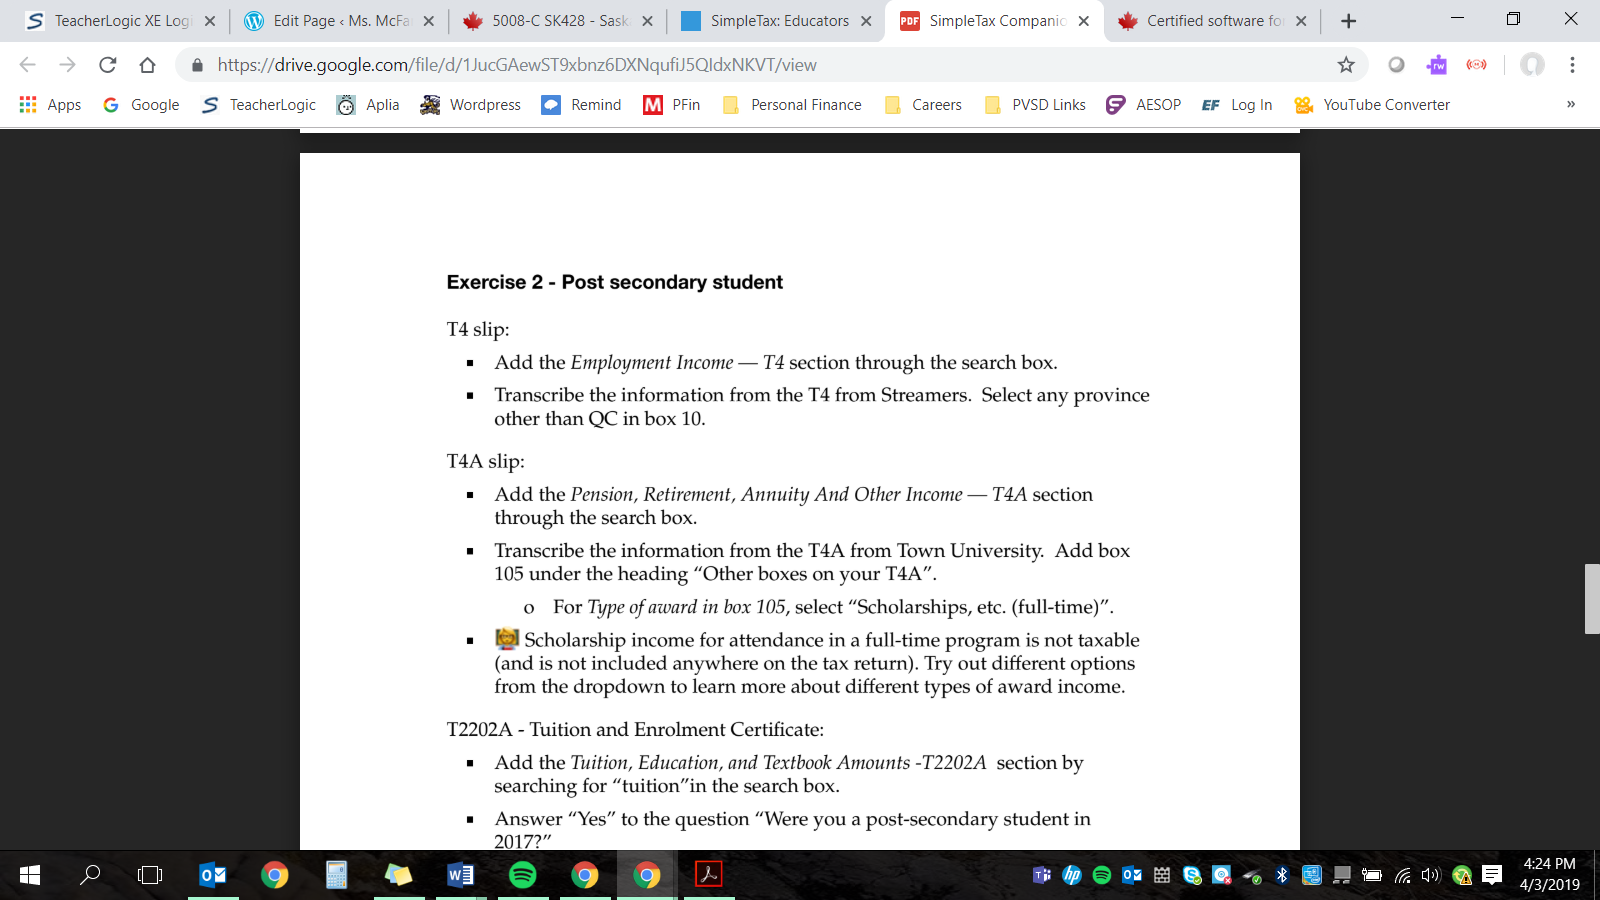 TeacherLogic XE Logi
Edit Page ‹ Ms. McFa
5008-C SK428 - Sask
SimpleTax: Educators
PDF SimpleTax Companio
Certified software for
https://drive.google.com/file/d/1JucGAewST9xbnz6DXNqufiJ5QIdxNKVT/view
Apps Google TeacherLogic Aplia Wordpress Remind PFin Personal Finance Careers PVSD Links AESOP EF Log In YouTube Converter »
Exercise 2 - Post secondary student
T4 slip:
▪ Add the Employment Income — T4 section through the search box.
▪ Transcribe the information from the T4 from Streamers. Select any province
other than QC in box 10.
T4A slip:
▪ Add the Pension, Retirement, Annuity And Other Income — T4A section
through the search box.
▪ Transcribe the information from the T4A from Town University. Add box
105 under the heading “Other boxes on your T4A”.
o For Type of award in box 105, select “Scholarships, etc. (full-time)”.
▪ Scholarship income for attendance in a full-time program is not taxable
(and is not included anywhere on the tax return). Try out different options
from the dropdown to learn more about different types of award income.
T2202A - Tuition and Enrolment Certificate:
▪ Add the Tuition, Education, and Textbook Amounts -T2202A section by
searching for “tuition”in the search box.
▪ Answer “Yes” to the question “Were you a post-secondary student in
2017?”
4:24 PM
4/3/2019